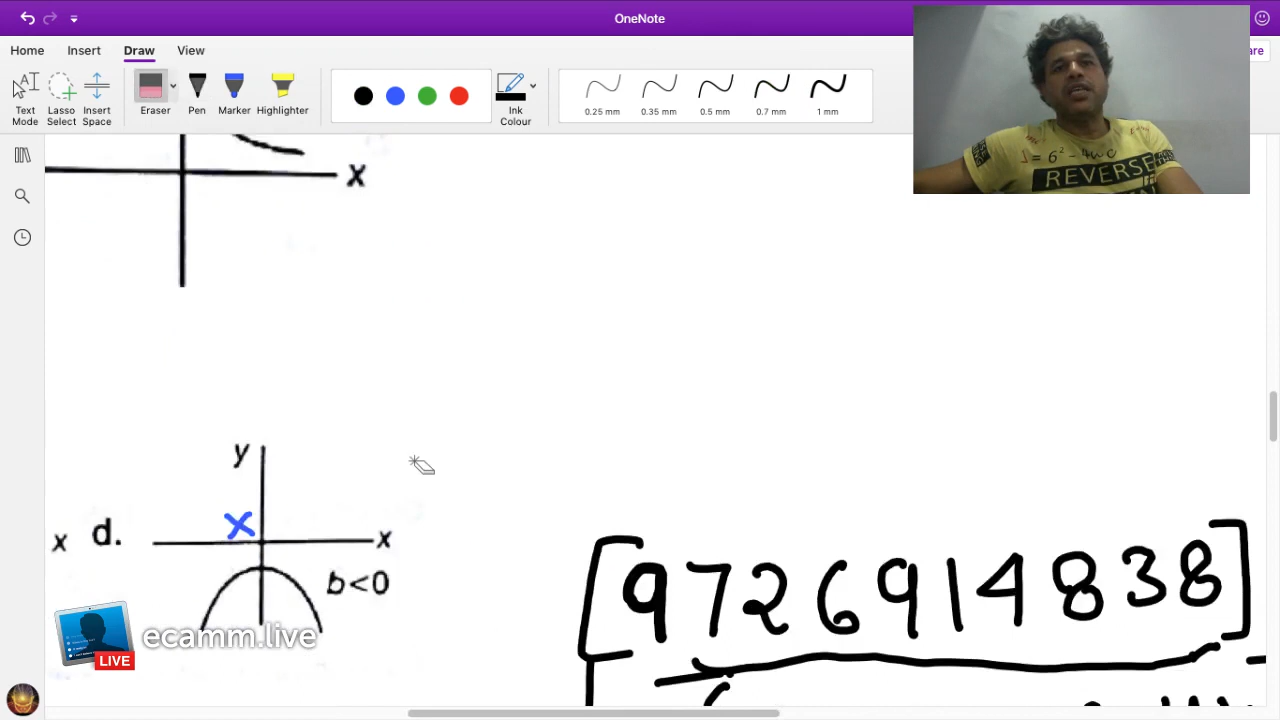 OneNote
Home Insert Draw View
Text Mode
Lasso Select
Insert Space
Eraser
Pen
Marker
Highlighter
Ink Colour
0.25 mm
0.35 mm
0.5 mm
0.7 mm
1 mm
are
REVERSE
x
y
x
x d. x
b<0
[9726914838]
ecamm.live
LIVE